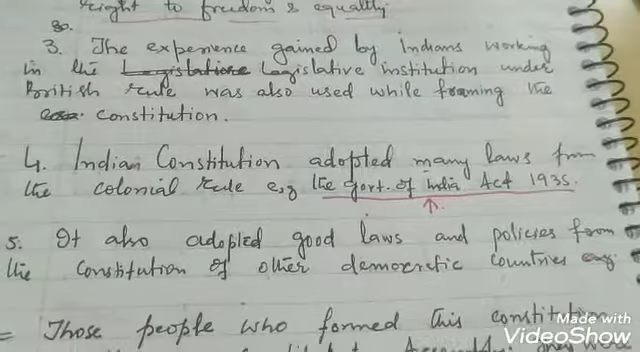 right to freedom & equality
so.
3. The experience gained by Indians working
in the Legislature Legislative institution under
British rule was also used while framing the
constitution.
4. Indian Constitution adopted many laws from
the colonial rule e.g the govt. of India Act 1935.
5. It also adopted good laws and policies from
the constitution of other democratic countries eg.
= Those people who formed this constitution
Made with
VideoShow